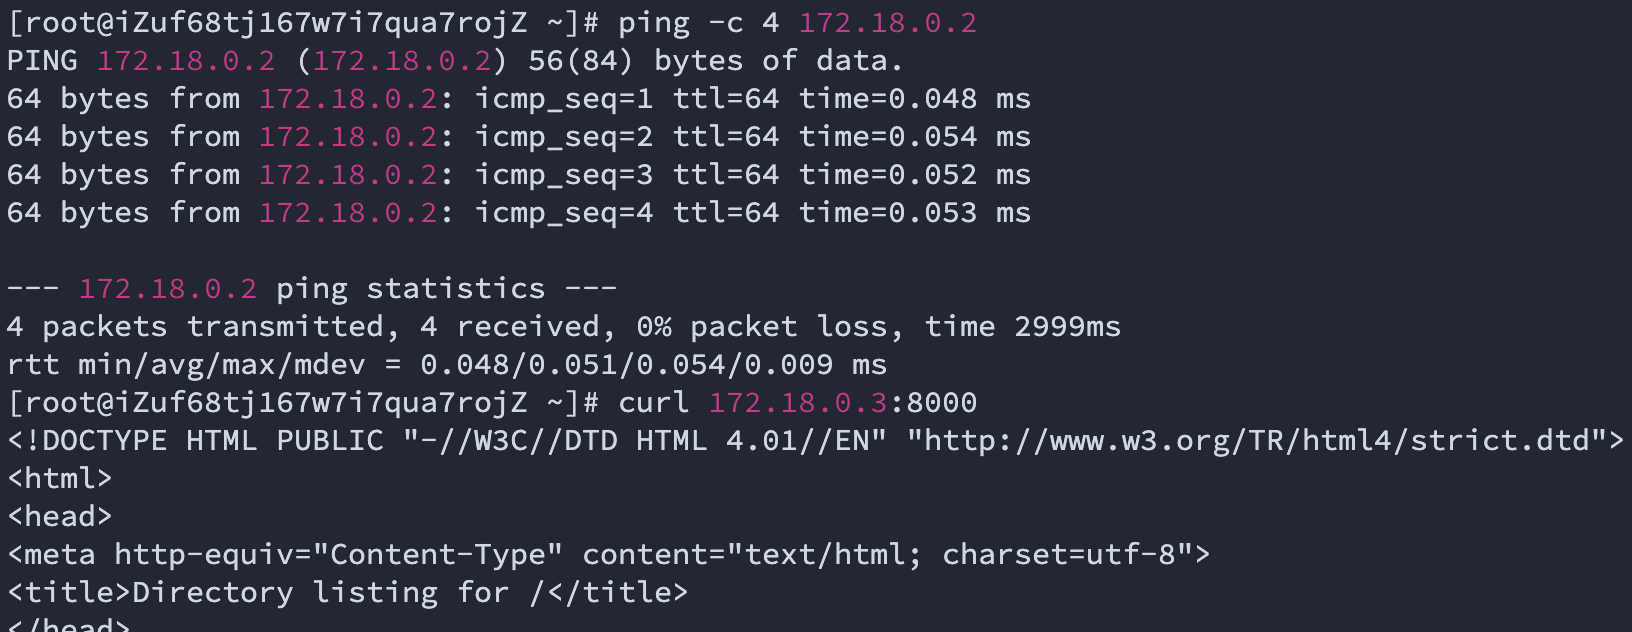 [root@iZuf68tj167w7i7qua7rojZ ~]# ping -c 4 172.18.0.2
PING 172.18.0.2 (172.18.0.2) 56(84) bytes of data.
64 bytes from 172.18.0.2: icmp_seq=1 ttl=64 time=0.048 ms
64 bytes from 172.18.0.2: icmp_seq=2 ttl=64 time=0.054 ms
64 bytes from 172.18.0.2: icmp_seq=3 ttl=64 time=0.052 ms
64 bytes from 172.18.0.2: icmp_seq=4 ttl=64 time=0.053 ms

--- 172.18.0.2 ping statistics ---
4 packets transmitted, 4 received, 0% packet loss, time 2999ms
rtt min/avg/max/mdev = 0.048/0.051/0.054/0.009 ms
[root@iZuf68tj167w7i7qua7rojZ ~]# curl 172.18.0.3:8000
<!DOCTYPE HTML PUBLIC "-//W3C//DTD HTML 4.01//EN" "http://www.w3.org/TR/html4/strict.dtd">
<html>
<head>
<meta http-equiv="Content-Type" content="text/html; charset=utf-8">
<title>Directory listing for /</title>
</head>